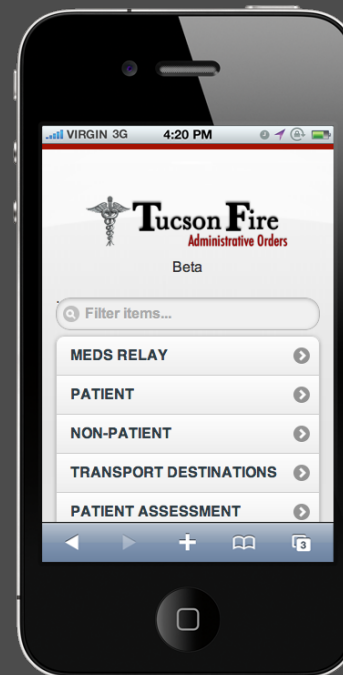 VIRGIN 3G 4:20 PM
Tucson Fire
Administrative Orders
Beta
Filter items...
MEDS RELAY
PATIENT
NON-PATIENT
TRANSPORT DESTINATIONS
PATIENT ASSESSMENT
3